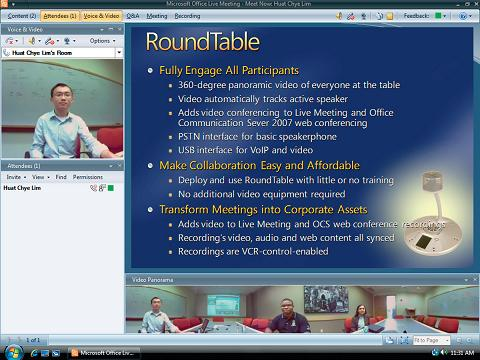 Microsoft Office Live Meeting - Meet Now: Huat Chye Lim
Content (2) Attendees (1) Voice & Video Q&A Meeting Recording Feedback:
Voice & Video
Options
Huat Chye Lim's Room
Attendees (1)
Invite View Find Permissions
Huat Chye Lim
RoundTable
Fully Engage All Participants
360-degree panoramic video of everyone at the table
Video automatically tracks active speaker
Adds video conferencing to Live Meeting and Office
Communication Sever 2007 web conferencing
PSTN interface for basic speakerphone
USB interface for VoIP and video
Make Collaboration Easy and Affordable
Deploy and use RoundTable with little or no training
No additional video equipment required
Transform Meetings into Corporate Assets
Adds video to Live Meeting and OCS web conference recordings
Recording's video, audio and web content all synced
Recordings are VCR-control-enabled
Video Panorama
1 of 1
Fit to Page
Microsoft Office Liv...
11:31 AM